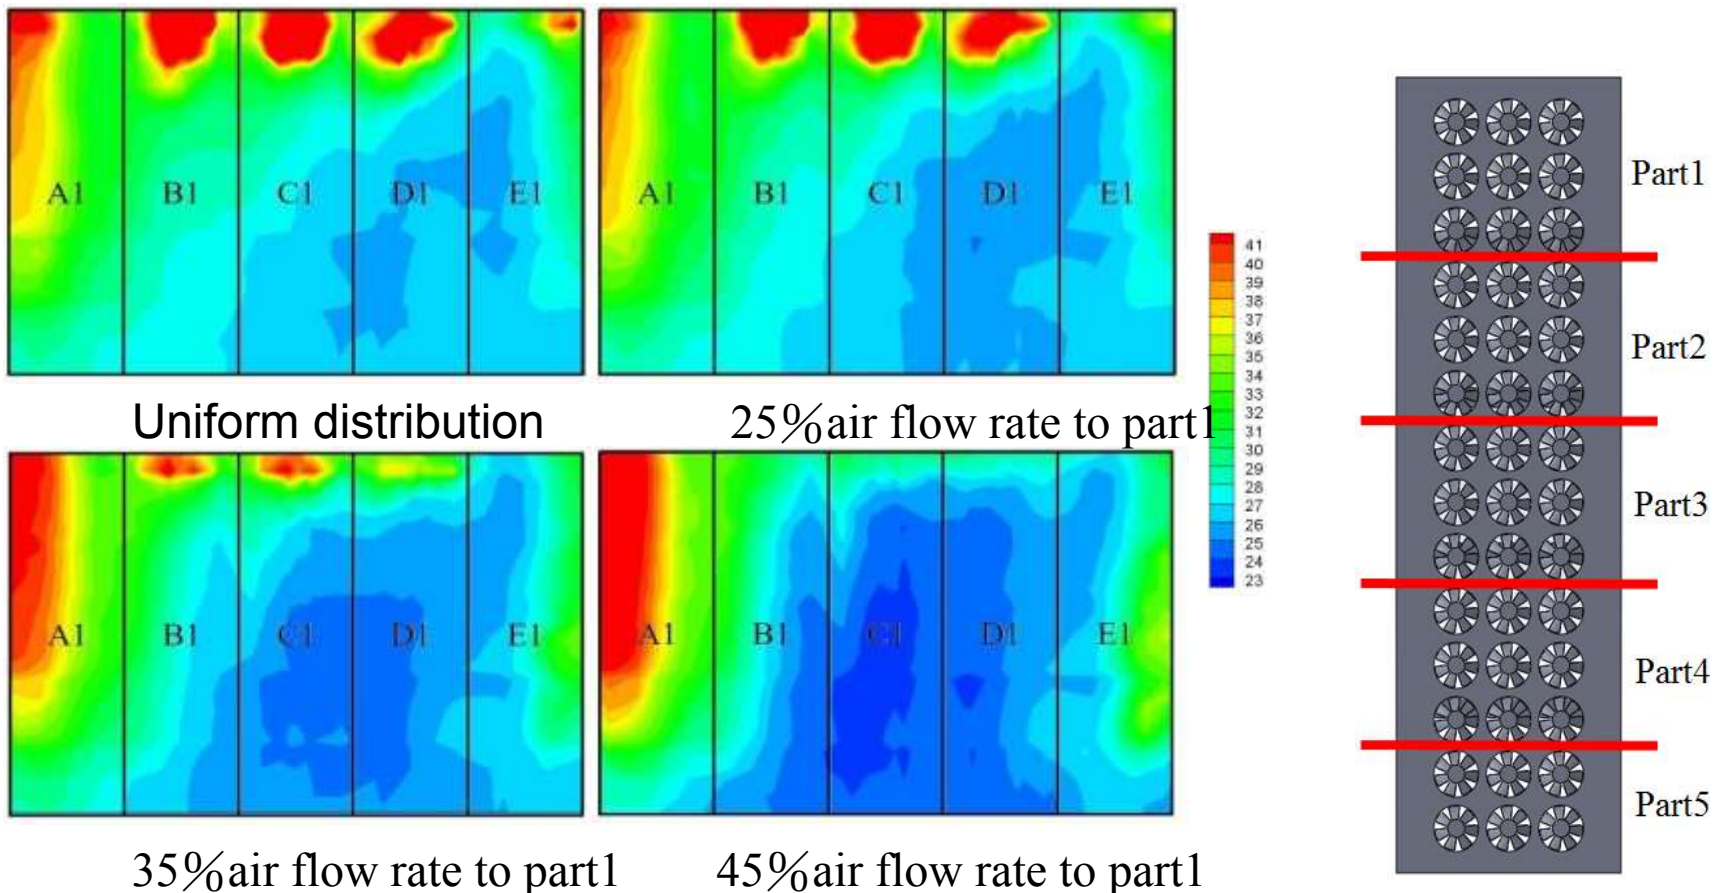 A1 B1 C1 D1 E1
A1 B1 C1 D1 E1
Uniform distribution
25%air flow rate to part1
A1 B1 C1 D1 E1
A1 B1 C1 D1 E1
35%air flow rate to part1
45%air flow rate to part1
41
40
39
38
37
36
35
34
33
32
31
30
29
28
27
26
25
24
23
Part1
Part2
Part3
Part4
Part5